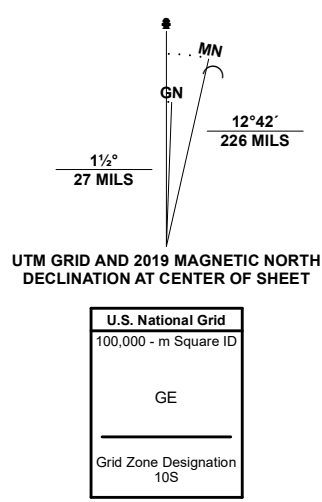 MN
GN
12°42´
226 MILS
1½°
27 MILS
UTM GRID AND 2019 MAGNETIC NORTH
DECLINATION AT CENTER OF SHEET
U.S. National Grid
100,000 - m Square ID
GE
Grid Zone Designation
10S